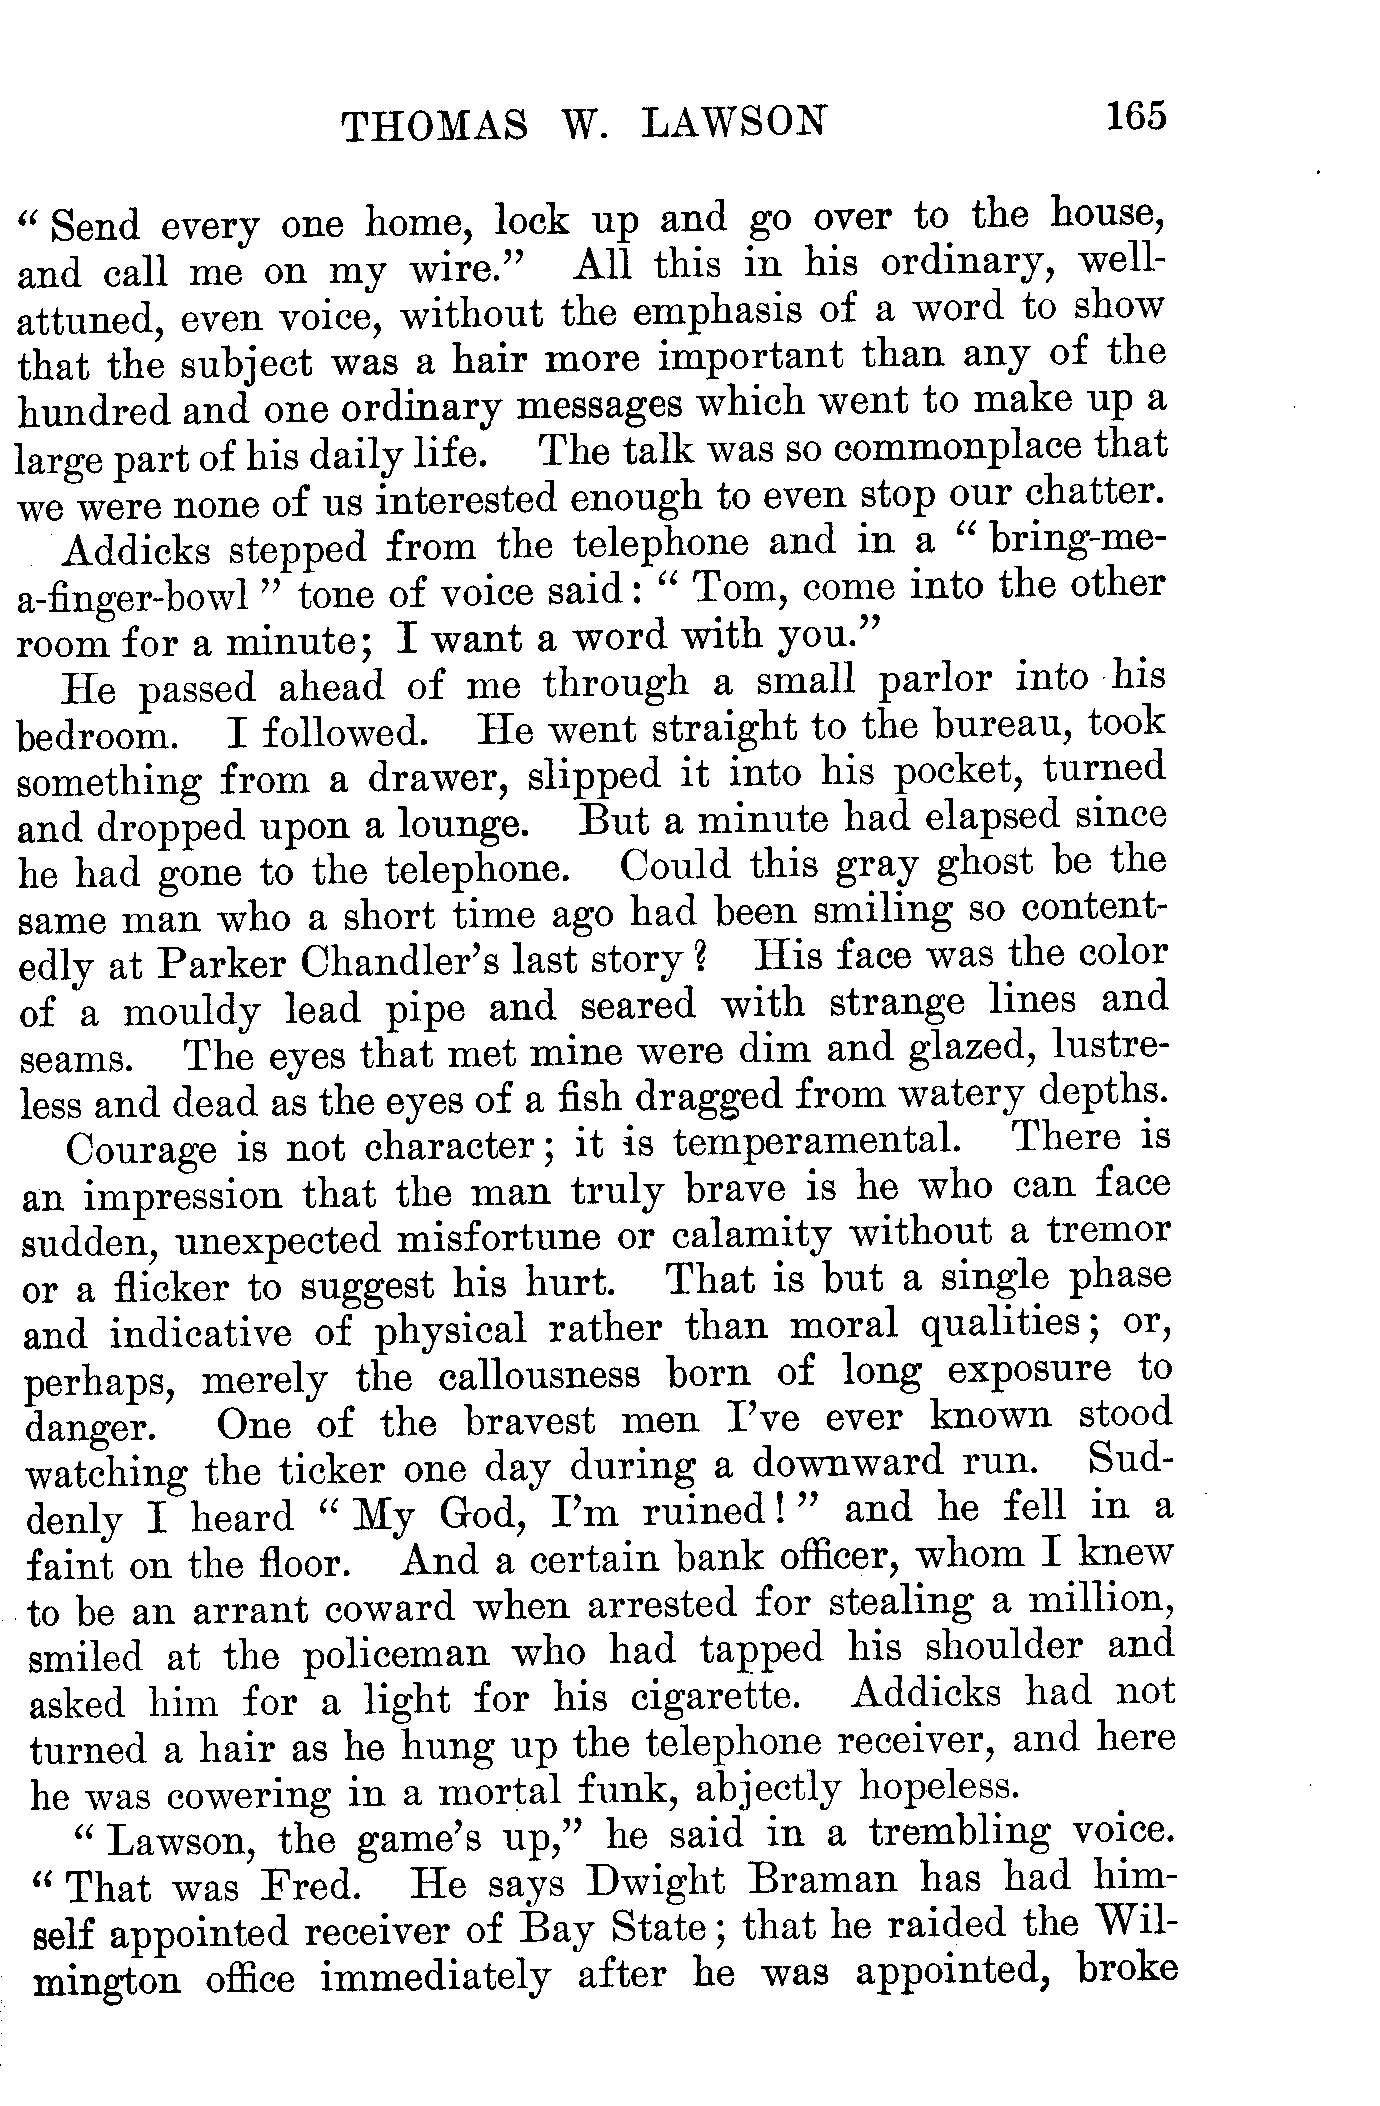 THOMAS W. LAWSON 165
“ Send every one home, lock up and go over to the house,
and call me on my wire.” All this in his ordinary, well-
attuned, even voice, without the emphasis of a word to show
that the subject was a hair more important than any of the
hundred and one ordinary messages which went to make up a
large part of his daily life. The talk was so commonplace that
we were none of us interested enough to even stop our chatter.
Addicks stepped from the telephone and in a “ bring-me-
a-finger-bowl ” tone of voice said : “ Tom, come into the other
room for a minute; I want a word with you.”
He passed ahead of me through a small parlor into his
bedroom. I followed. He went straight to the bureau, took
something from a drawer, slipped it into his pocket, turned
and dropped upon a lounge. But a minute had elapsed since
he had gone to the telephone. Could this gray ghost be the
same man who a short time ago had been smiling so content-
edly at Parker Chandler’s last story ? His face was the color
of a mouldy lead pipe and seared with strange lines and
seams. The eyes that met mine were dim and glazed, lustre-
less and dead as the eyes of a fish dragged from watery depths.
Courage is not character; it is temperamental. There is
an impression that the man truly brave is he who can face
sudden, unexpected misfortune or calamity without a tremor
or a flicker to suggest his hurt. That is but a single phase
and indicative of physical rather than moral qualities; or,
perhaps, merely the callousness born of long exposure to
danger. One of the bravest men I’ve ever known stood
watching the ticker one day during a downward run. Sud-
denly I heard “ My God, I’m ruined! ” and he fell in a
faint on the floor. And a certain bank officer, whom I knew
to be an arrant coward when arrested for stealing a million,
smiled at the policeman who had tapped his shoulder and
asked him for a light for his cigarette. Addicks had not
turned a hair as he hung up the telephone receiver, and here
he was cowering in a mortal funk, abjectly hopeless.
“ Lawson, the game’s up,” he said in a trembling voice.
“ That was Fred. He says Dwight Braman has had him-
self appointed receiver of Bay State; that he raided the Wil-
mington office immediately after he was appointed, broke